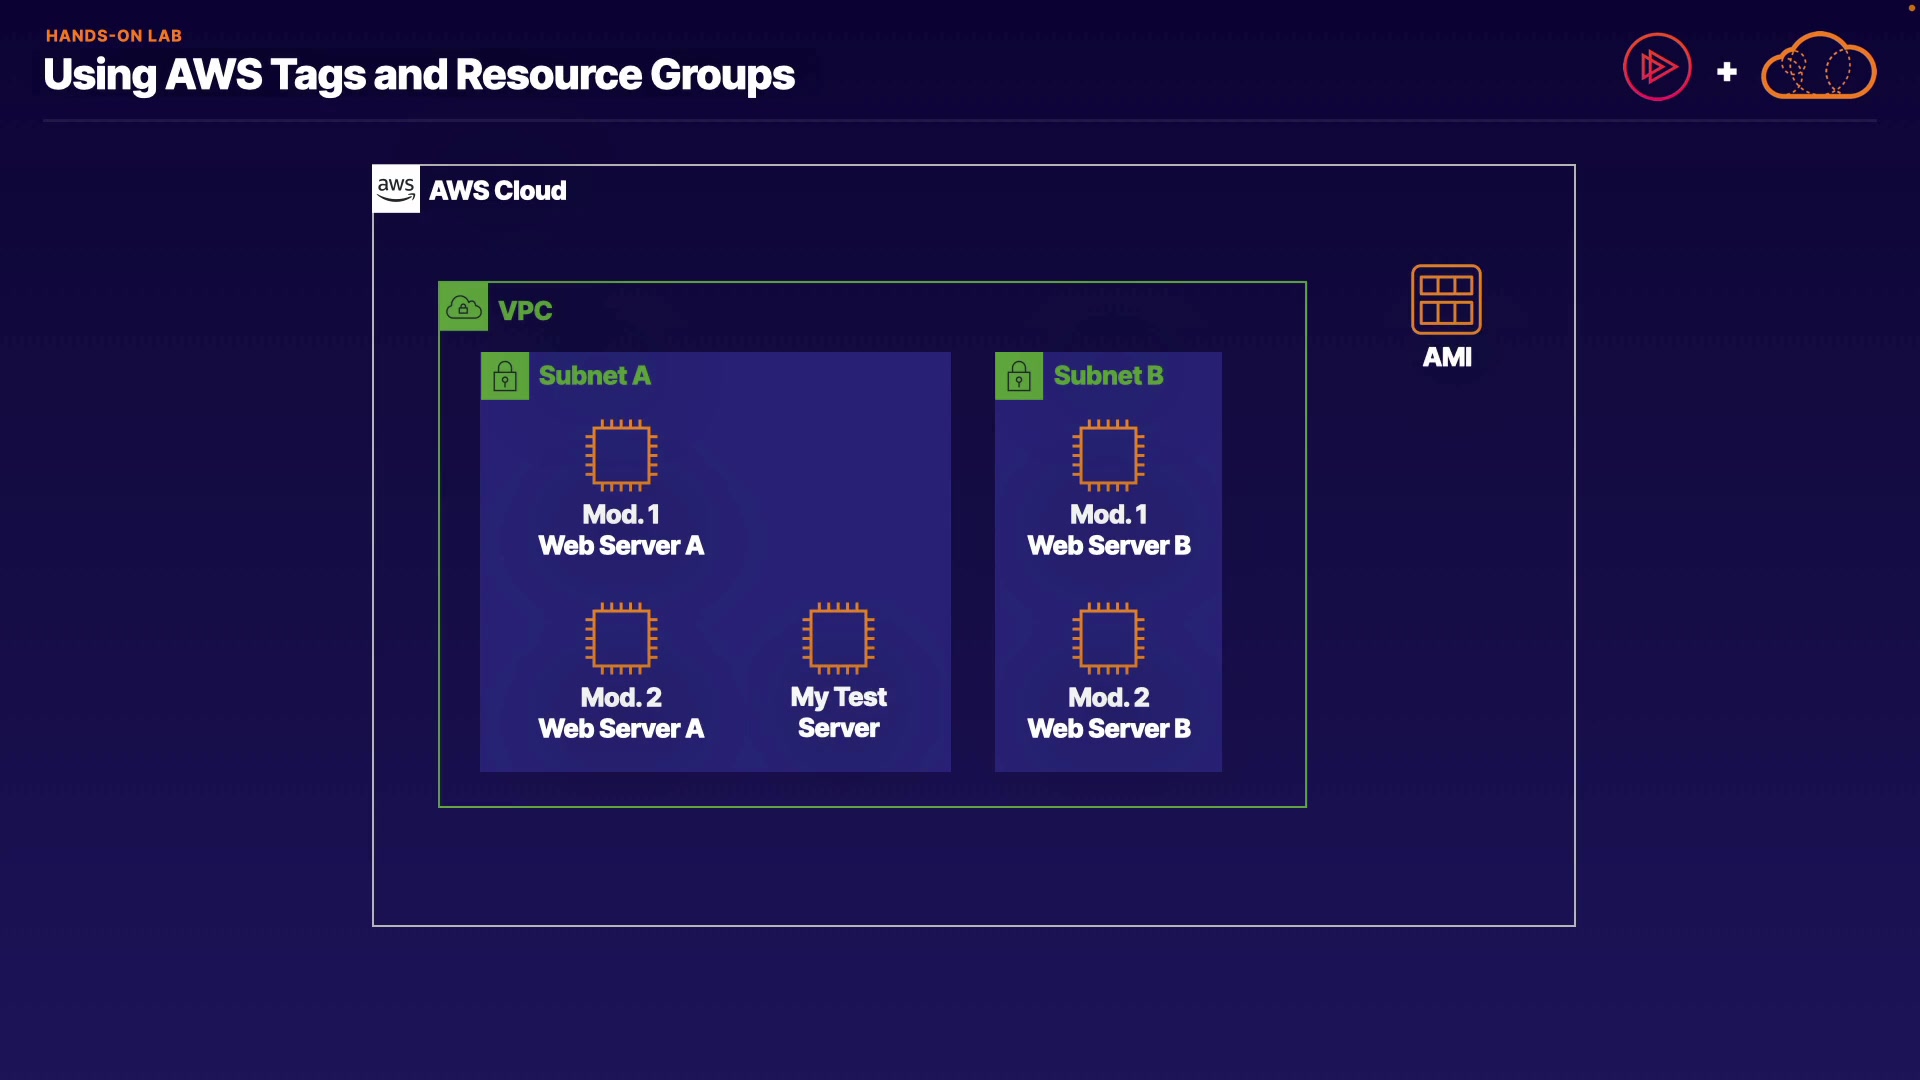 HANDS-ON LAB
Using AWS Tags and Resource Groups
+
aws
AWS Cloud
VPC
AMI
Subnet A
Subnet B
Mod. 1
Web Server A
Mod. 1
Web Server B
Mod. 2
Web Server A
My Test
Server
Mod. 2
Web Server B